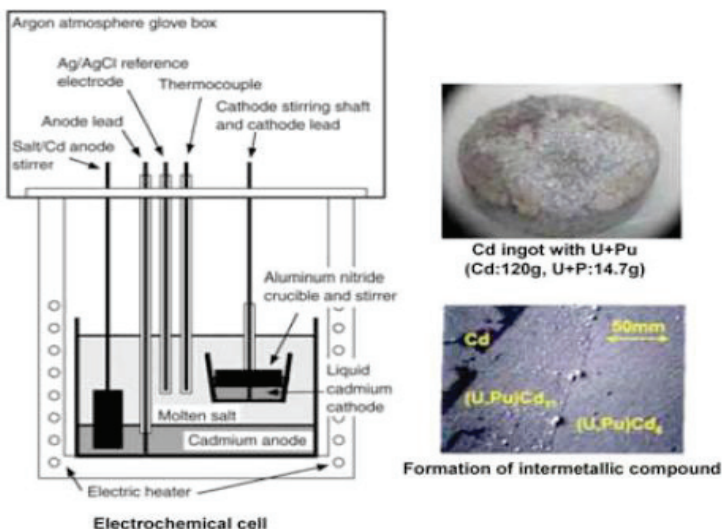 Argon atmosphere glove box
Ag/AgCl reference
electrode
Thermocouple
Anode lead
Cathode stirring shaft
and cathode lead
Salt/Cd anode
stirrer
Aluminum nitride
crucible and stirrer
Liquid
cadmium
cathode
Molten salt
Cadmium anode
Electric heater
Electrochemical cell
Cd ingot with U+Pu
(Cd:120g, U+P:14.7g)
50mm
Cd
(U,Pu)Cd₁₁
(U,Pu)Cd₆
Formation of intermetallic compound